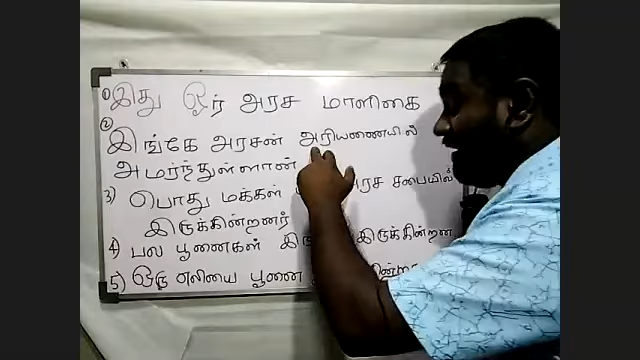 ① இது ஓர் அரச மாளிகை
② இங்கே அரசன் அரியணையில்
அமர்ந்துள்ளான்
3) பொது மக்கள் அரச சபையில்
இருக்கின்றனர்
4) பல பூனைகள் இருக்கின்றன
5) ஒரு எலியை பூனை